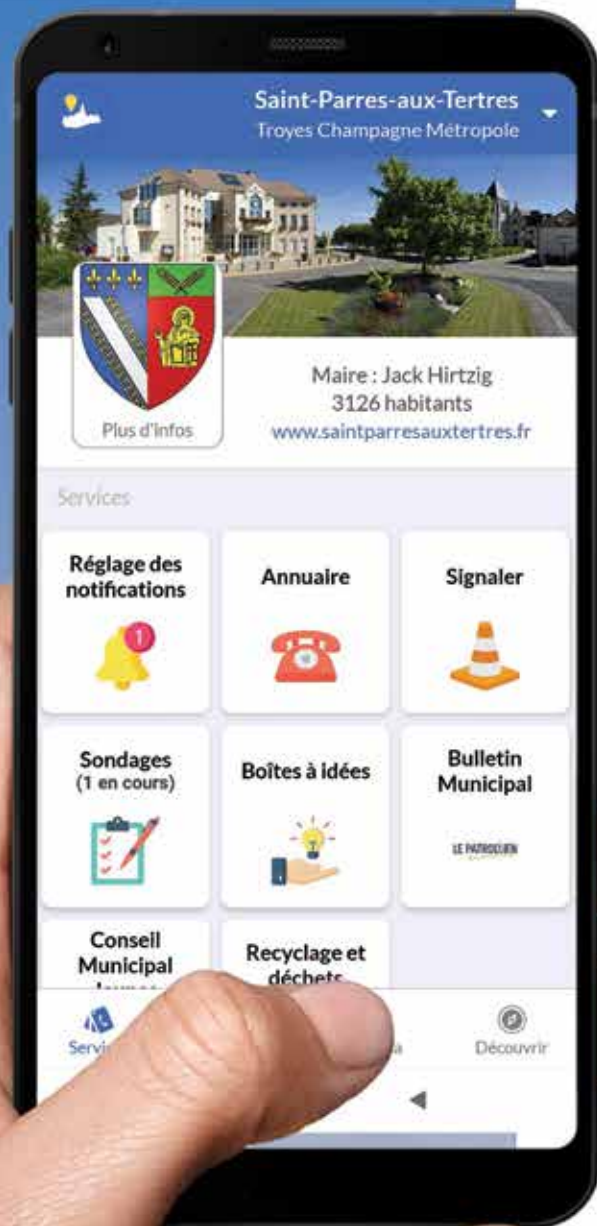 Saint-Parres-aux-Tertres
Troyes Champagne Métropole
Maire : Jack Hirtzig
3126 habitants
Plus d'infos
www.saintparresauxtertres.fr
Services
Réglage des
notifications
1
Annuaire
Signaler
Sondages
(1 en cours)
Boîtes à idées
Bulletin
Municipal
LE PATROCLIEN
Conseil
Municipal
Recyclage et
déchets
Découvrir